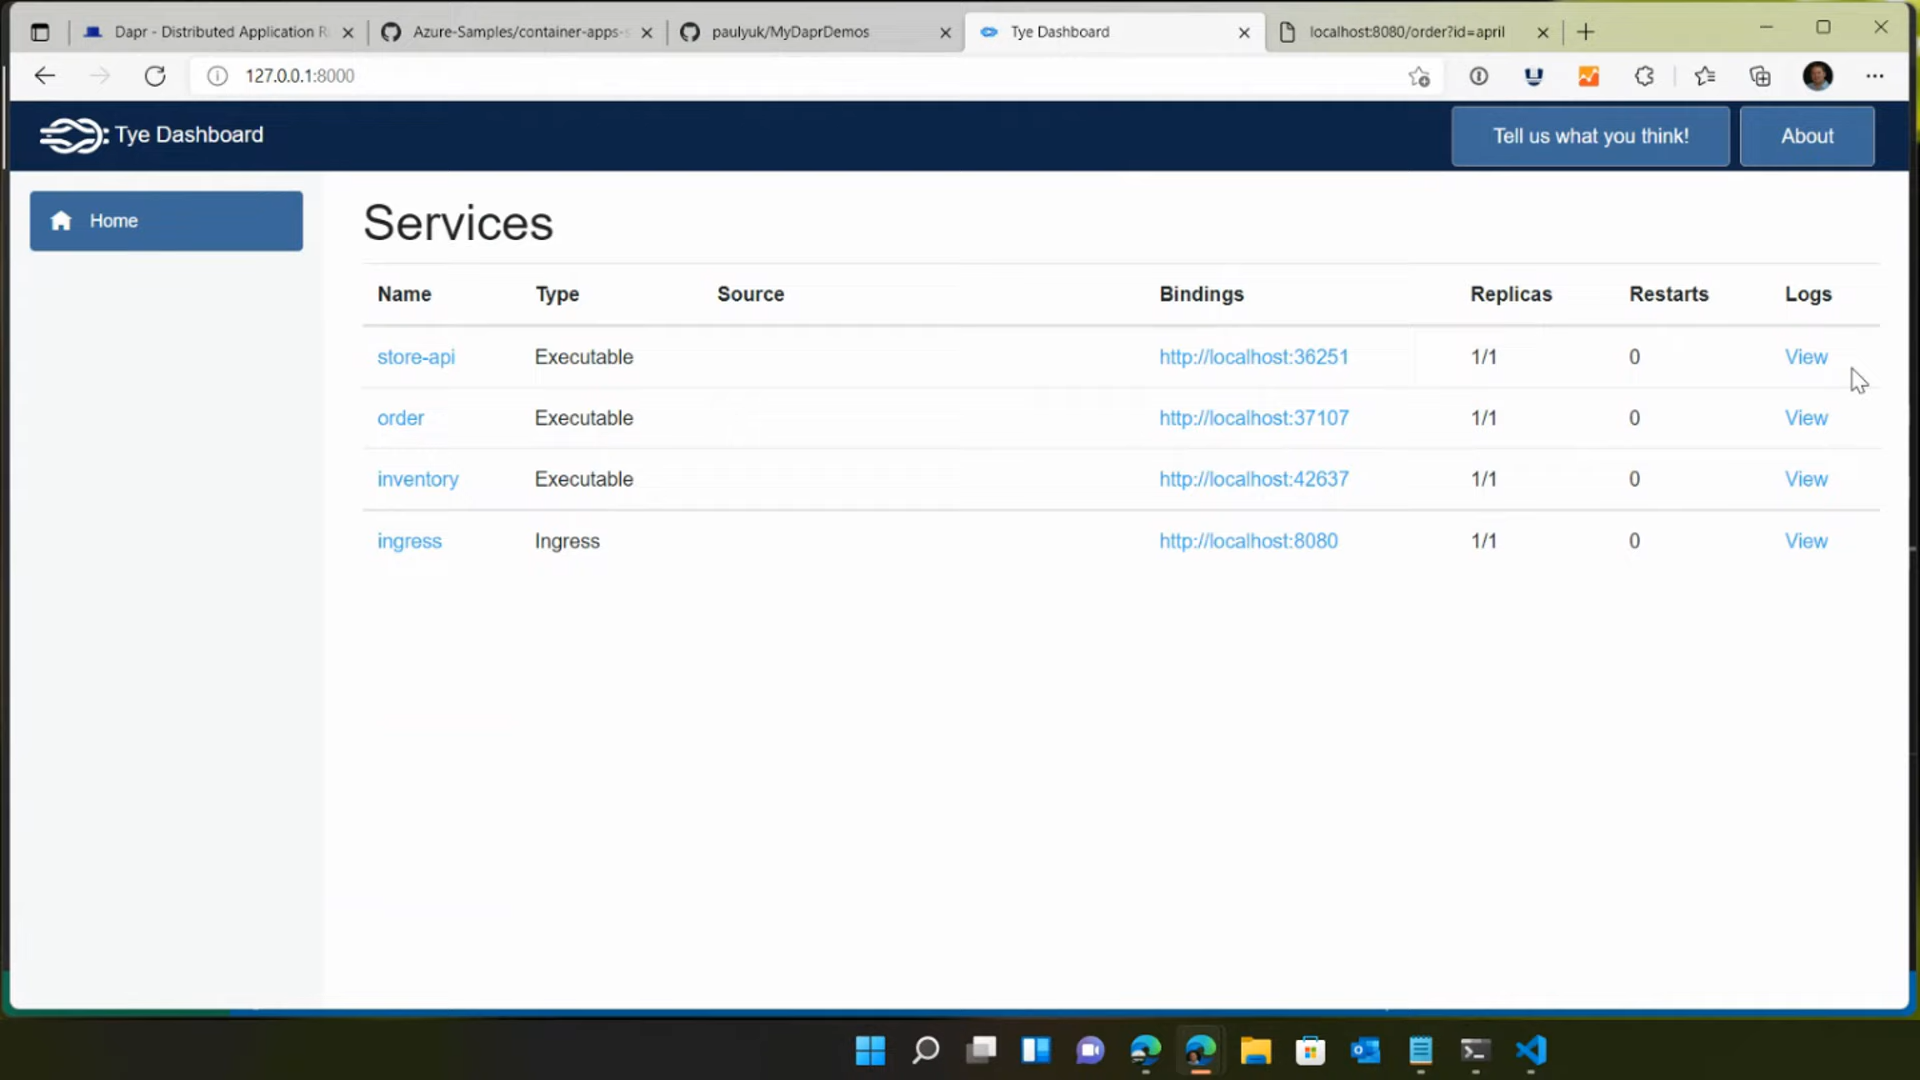 Dapr - Distributed Application R
Azure-Samples/container-apps-s
paulyuk/MyDaprDemos
Tye Dashboard
localhost:8080/order?id=april
127.0.0.1:8000
Tye Dashboard
Tell us what you think!
About
Home
Services
Name Type Source Bindings Replicas Restarts Logs
store-api Executable http://localhost:36251 1/1 0 View
order Executable http://localhost:37107 1/1 0 View
inventory Executable http://localhost:42637 1/1 0 View
ingress Ingress http://localhost:8080 1/1 0 View